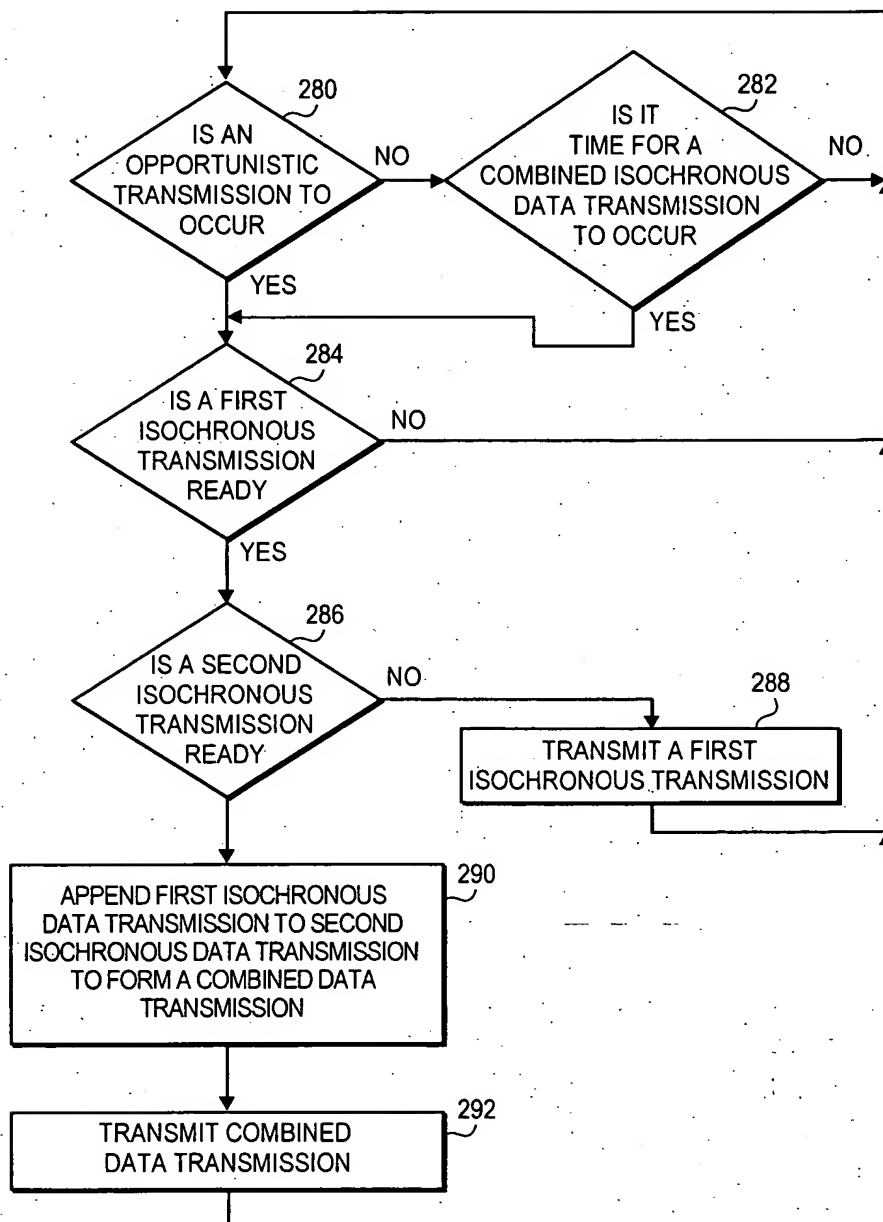 280
IS AN
OPPORTUNISTIC
TRANSMISSION TO
OCCUR
NO
YES
282
IS IT
TIME FOR A
COMBINED ISOCHRONOUS
DATA TRANSMISSION
TO OCCUR
NO
YES
284
IS A FIRST
ISOCHRONOUS
TRANSMISSION
READY
NO
YES
286
IS A SECOND
ISOCHRONOUS
TRANSMISSION
READY
NO
288
TRANSMIT A FIRST
ISOCHRONOUS TRANSMISSION
290
APPEND FIRST ISOCHRONOUS
DATA TRANSMISSION TO SECOND
ISOCHRONOUS DATA TRANSMISSION
TO FORM A COMBINED DATA
TRANSMISSION
292
TRANSMIT COMBINED
DATA TRANSMISSION